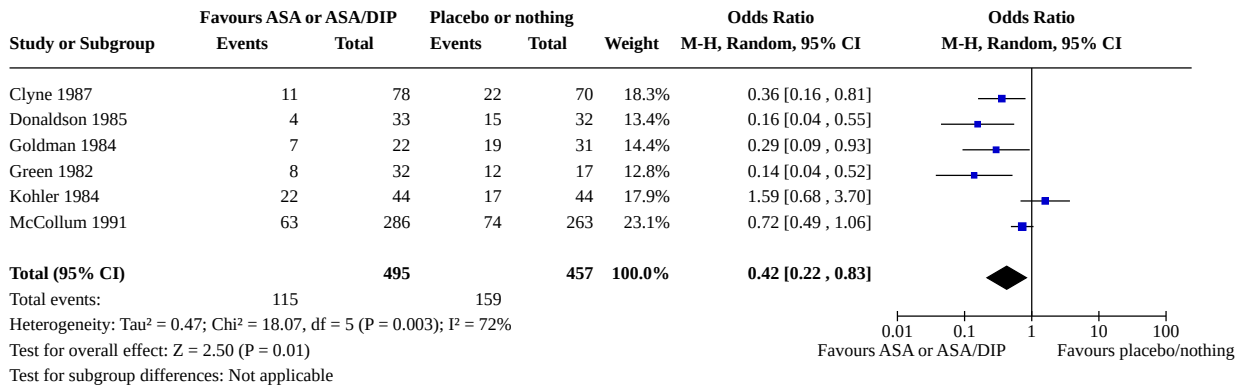 Favours ASA or ASA/DIP Placebo or nothing Odds Ratio Odds Ratio
Study or Subgroup Events Total Events Total Weight M-H, Random, 95% CI M-H, Random, 95% CI
Clyne 1987 11 78 22 70 18.3% 0.36 [0.16 , 0.81]
Donaldson 1985 4 33 15 32 13.4% 0.16 [0.04 , 0.55]
Goldman 1984 7 22 19 31 14.4% 0.29 [0.09 , 0.93]
Green 1982 8 32 12 17 12.8% 0.14 [0.04 , 0.52]
Kohler 1984 22 44 17 44 17.9% 1.59 [0.68 , 3.70]
McCollum 1991 63 286 74 263 23.1% 0.72 [0.49 , 1.06]
Total (95% CI) 495 457 100.0% 0.42 [0.22 , 0.83]
Total events: 115 159
Heterogeneity: Tau² = 0.47; Chi² = 18.07, df = 5 (P = 0.003); I² = 72%
0.01 0.1 1 10 100
Test for overall effect: Z = 2.50 (P = 0.01) Favours ASA or ASA/DIP Favours placebo/nothing
Test for subgroup differences: Not applicable